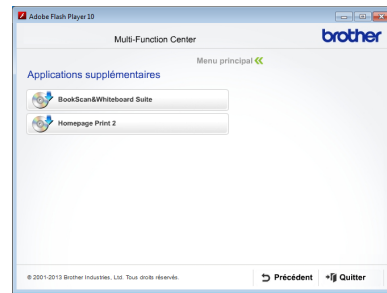 Adobe Flash Player 10
Multi-Function Center
brother
Menu principal
Applications supplémentaires
BookScan&Whiteboard Suite
Homepage Print 2
© 2001-2013 Brother Industries, Ltd. Tous droits réservés.
Précédent
Quitter